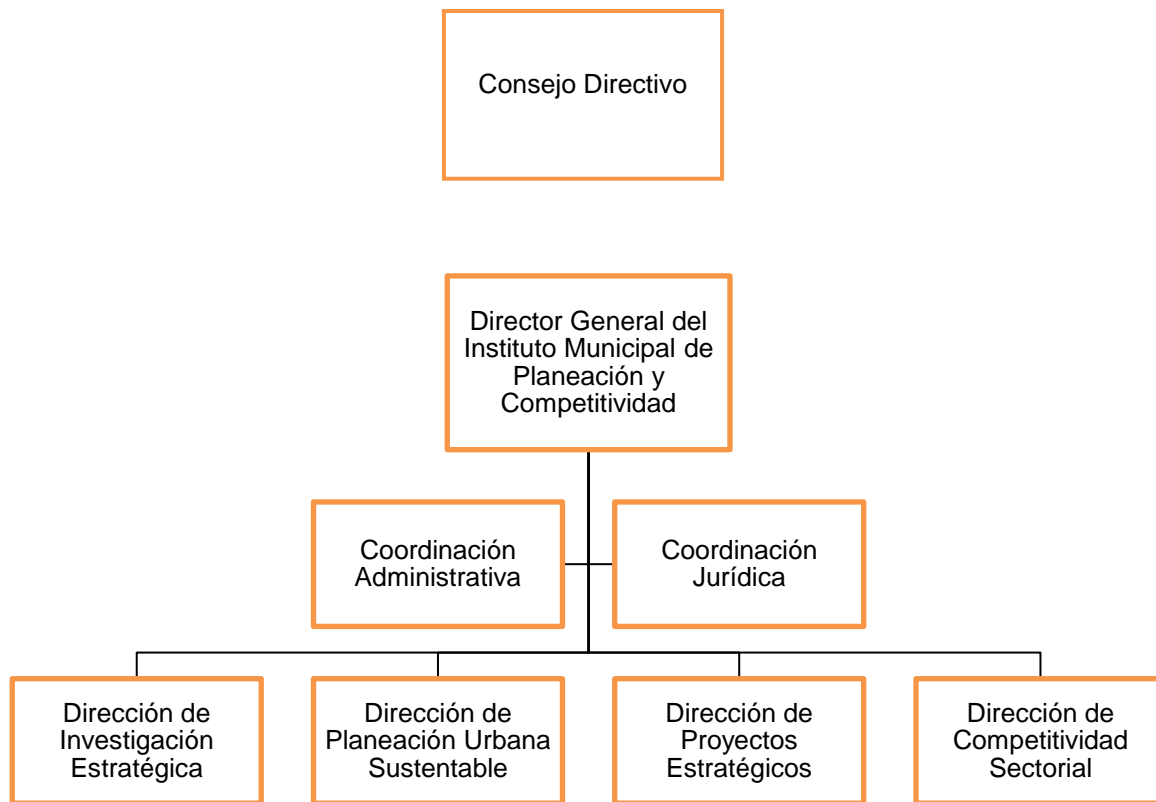 Consejo Directivo
Director General del
Instituto Municipal de
Planeación y
Competitividad
Coordinación
Administrativa
Coordinación
Jurídica
Dirección de
Investigación
Estratégica
Dirección de
Planeación Urbana
Sustentable
Dirección de
Proyectos
Estratégicos
Dirección de
Competitividad
Sectorial